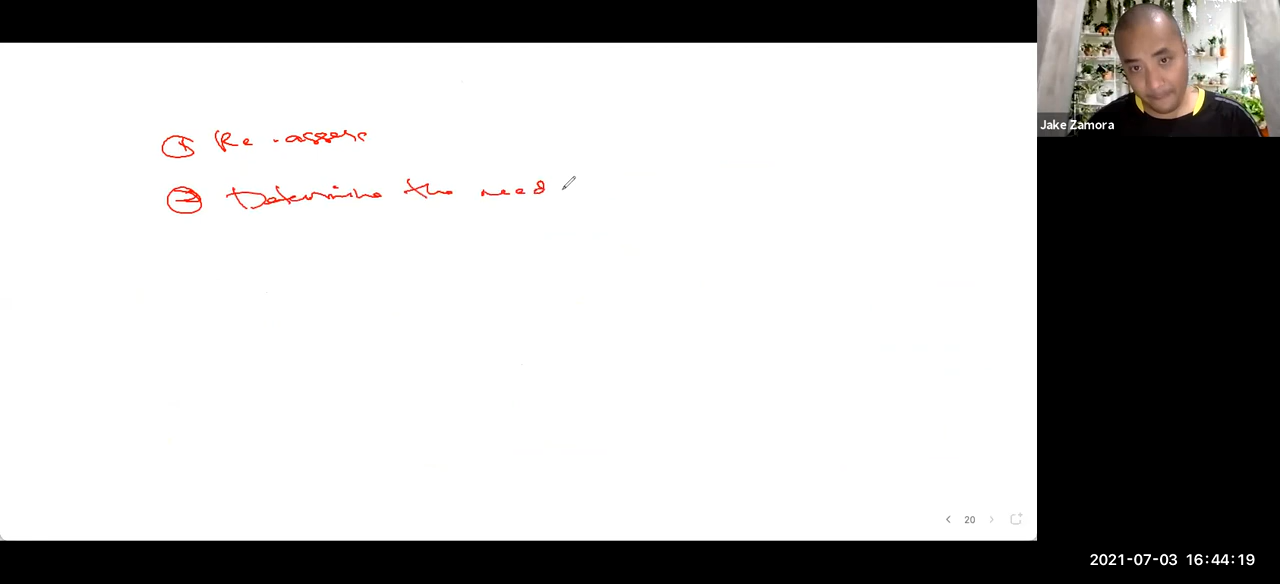 ① Re-assess
Jake Zamora
② Determine the need
20
2021-07-03 16:44:19